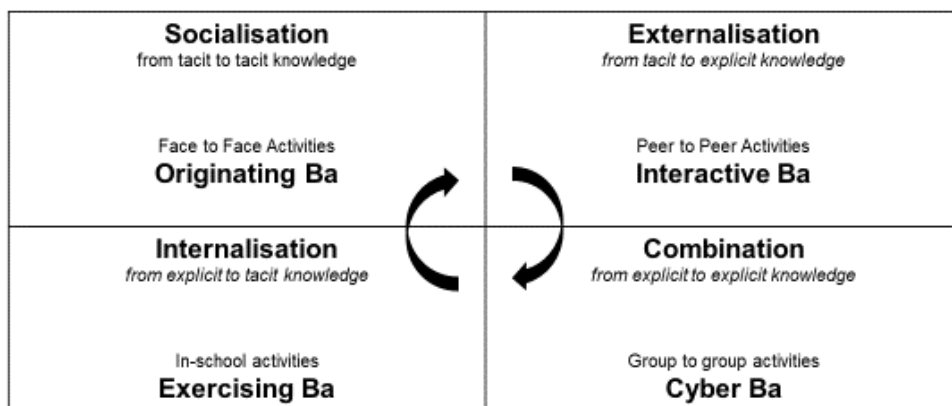 Socialisation
from tacit to tacit knowledge
Face to Face Activities
Originating Ba
Externalisation
from tacit to explicit knowledge
Peer to Peer Activities
Interactive Ba
Internalisation
from explicit to tacit knowledge
In-school activities
Exercising Ba
Combination
from explicit to explicit knowledge
Group to group activities
Cyber Ba